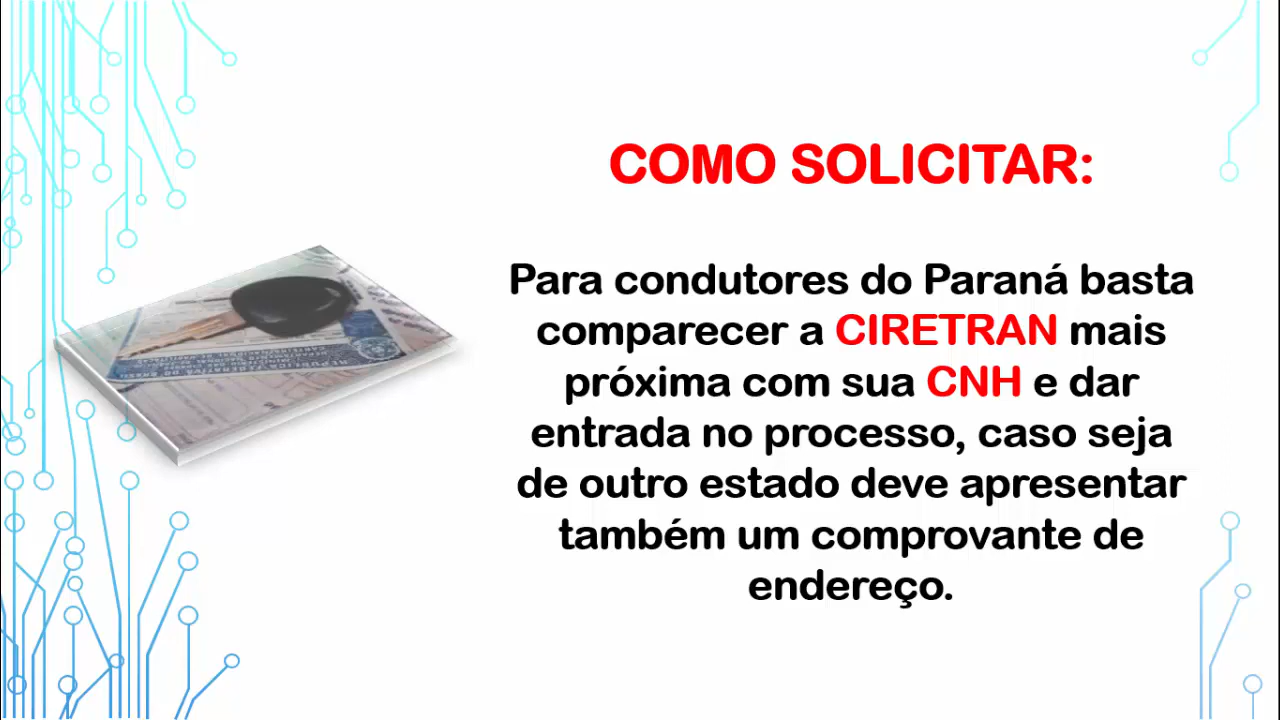 COMO SOLICITAR:
Para condutores do Paraná basta
comparecer a CIRETRAN mais
próxima com sua CNH e dar
entrada no processo, caso seja
de outro estado deve apresentar
também um comprovante de
endereço.